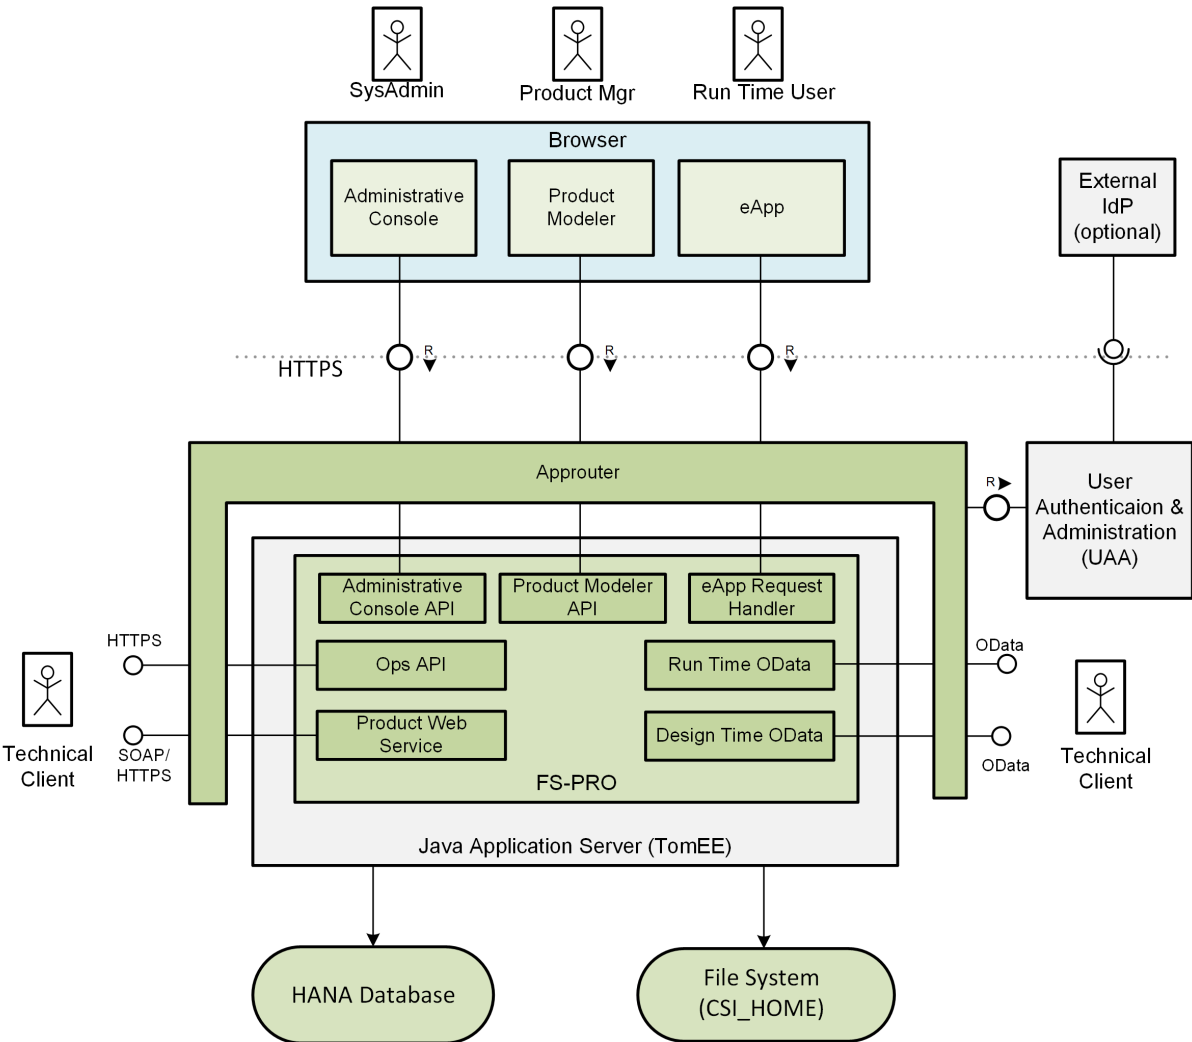 SysAdmin
Product Mgr
Run Time User
Browser
Administrative
Console
Product
Modeler
eApp
External
IdP
(optional)
R
R
R
HTTPS
Approuter
R
User
Authenticaion &
Administration
(UAA)
Administrative
Console API
Product Modeler
API
eApp Request
Handler
HTTPS
Ops API
Run Time OData
OData
Product Web
Service
Design Time OData
SOAP/
HTTPS
OData
Technical
Client
Technical
Client
FS-PRO
Java Application Server (TomEE)
HANA Database
File System
(CSI_HOME)